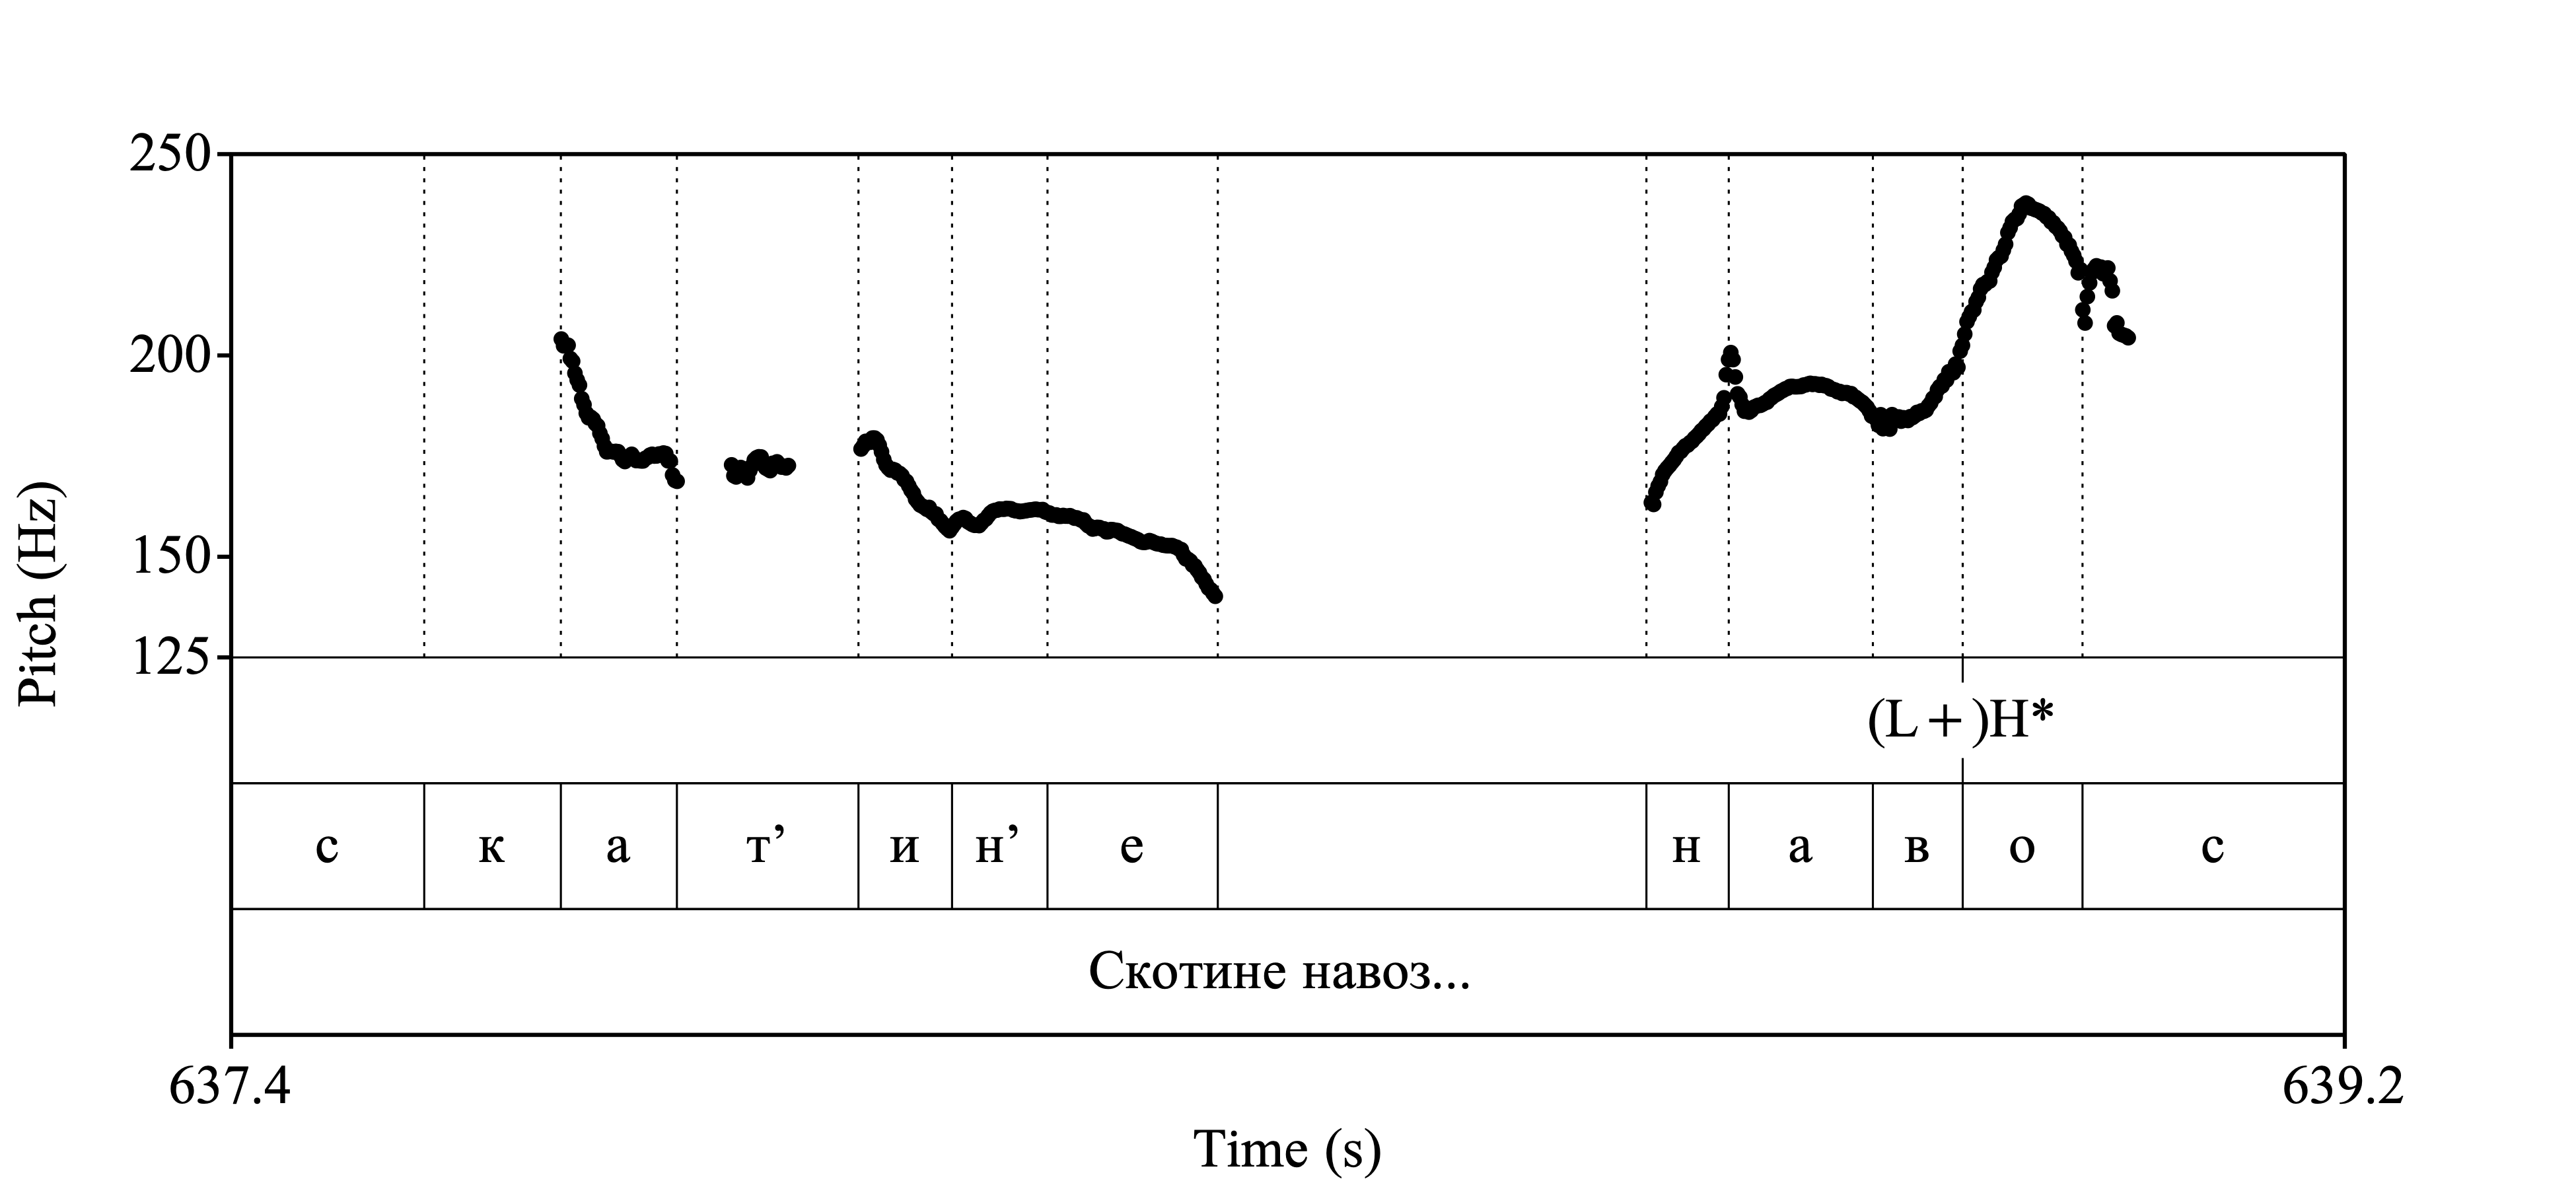 Pitch (Hz)
250
200
150
125
(L+)H*
с к а т’ и н’ е н а в о с
Скотине навоз...
637.4 639.2
Time (s)